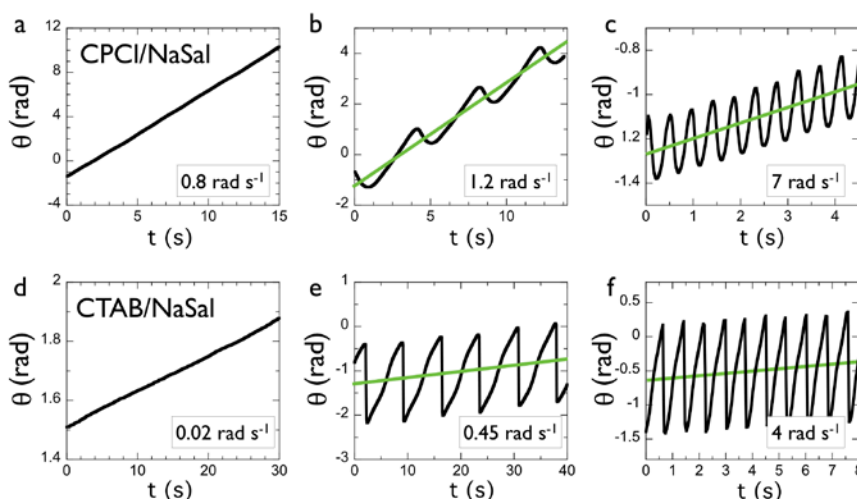 a b c
12 8 4 0 -4
θ (rad)
CPCl/NaSal
0.8 rad s⁻¹
0 5 10 15
t (s)
4 2 0 -2
θ (rad)
1.2 rad s⁻¹
0 5 10
t (s)
-0.8 -1 1.2 -1.4
θ (rad)
7 rad s⁻¹
0 1 2 3 4
t (s)
d e f
2 1.8 1.6 1.4
θ (rad)
CTAB/NaSal
0.02 rad s⁻¹
0 10 20 30
t (s)
1 0 -1 -2 -3
θ (rad)
0.45 rad s⁻¹
0 10 20 30 40
t (s)
0.5 -0.5 -1.5
θ (rad)
4 rad s⁻¹
0 1 2 3 4 5 6 7 8
t (s)